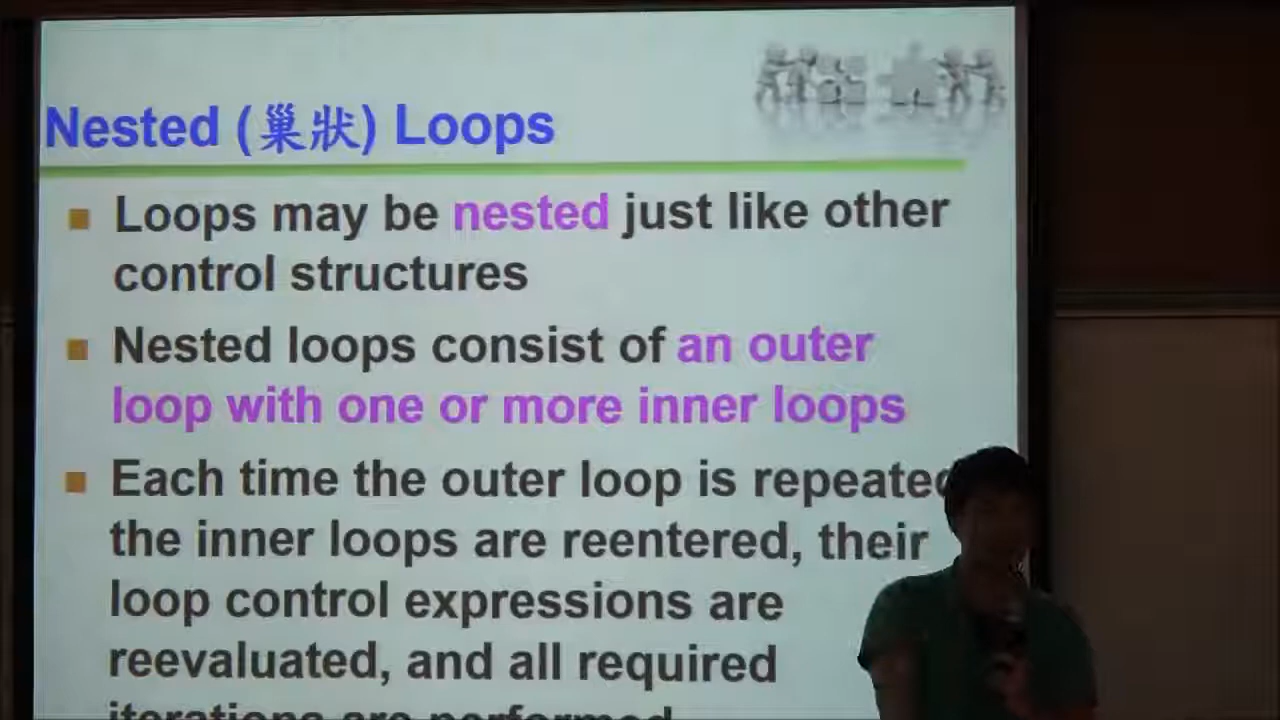 Nested (巢狀) Loops
Loops may be nested just like other
control structures
Nested loops consist of an outer
loop with one or more inner loops
Each time the outer loop is repeated
the inner loops are reentered, their
loop control expressions are
reevaluated, and all required
iterations are performed